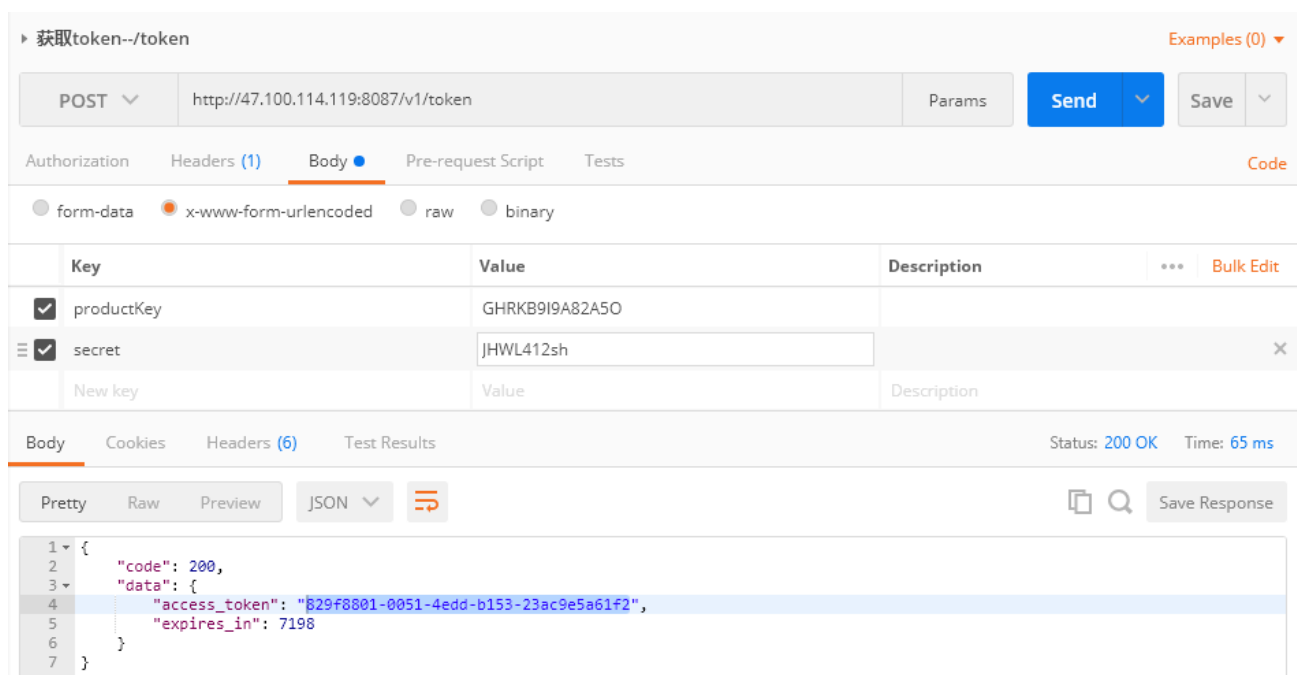 获取token--/token
Examples (0)
POST http://47.100.114.119:8087/v1/token Params Send Save
Authorization Headers (1) Body Pre-request Script Tests Code
form-data x-www-form-urlencoded raw binary
Key Value Description ••• Bulk Edit
productKey GHRKB9I9A82A5O
secret JHWL412sh
New key Value Description
Body Cookies Headers (6) Test Results Status: 200 OK Time: 65 ms
Pretty Raw Preview JSON Save Response
1 {
2 "code": 200,
3 "data": {
4 "access_token": "829f8801-0051-4edd-b153-23ac9e5a61f2",
5 "expires_in": 7198
6 }
7 }